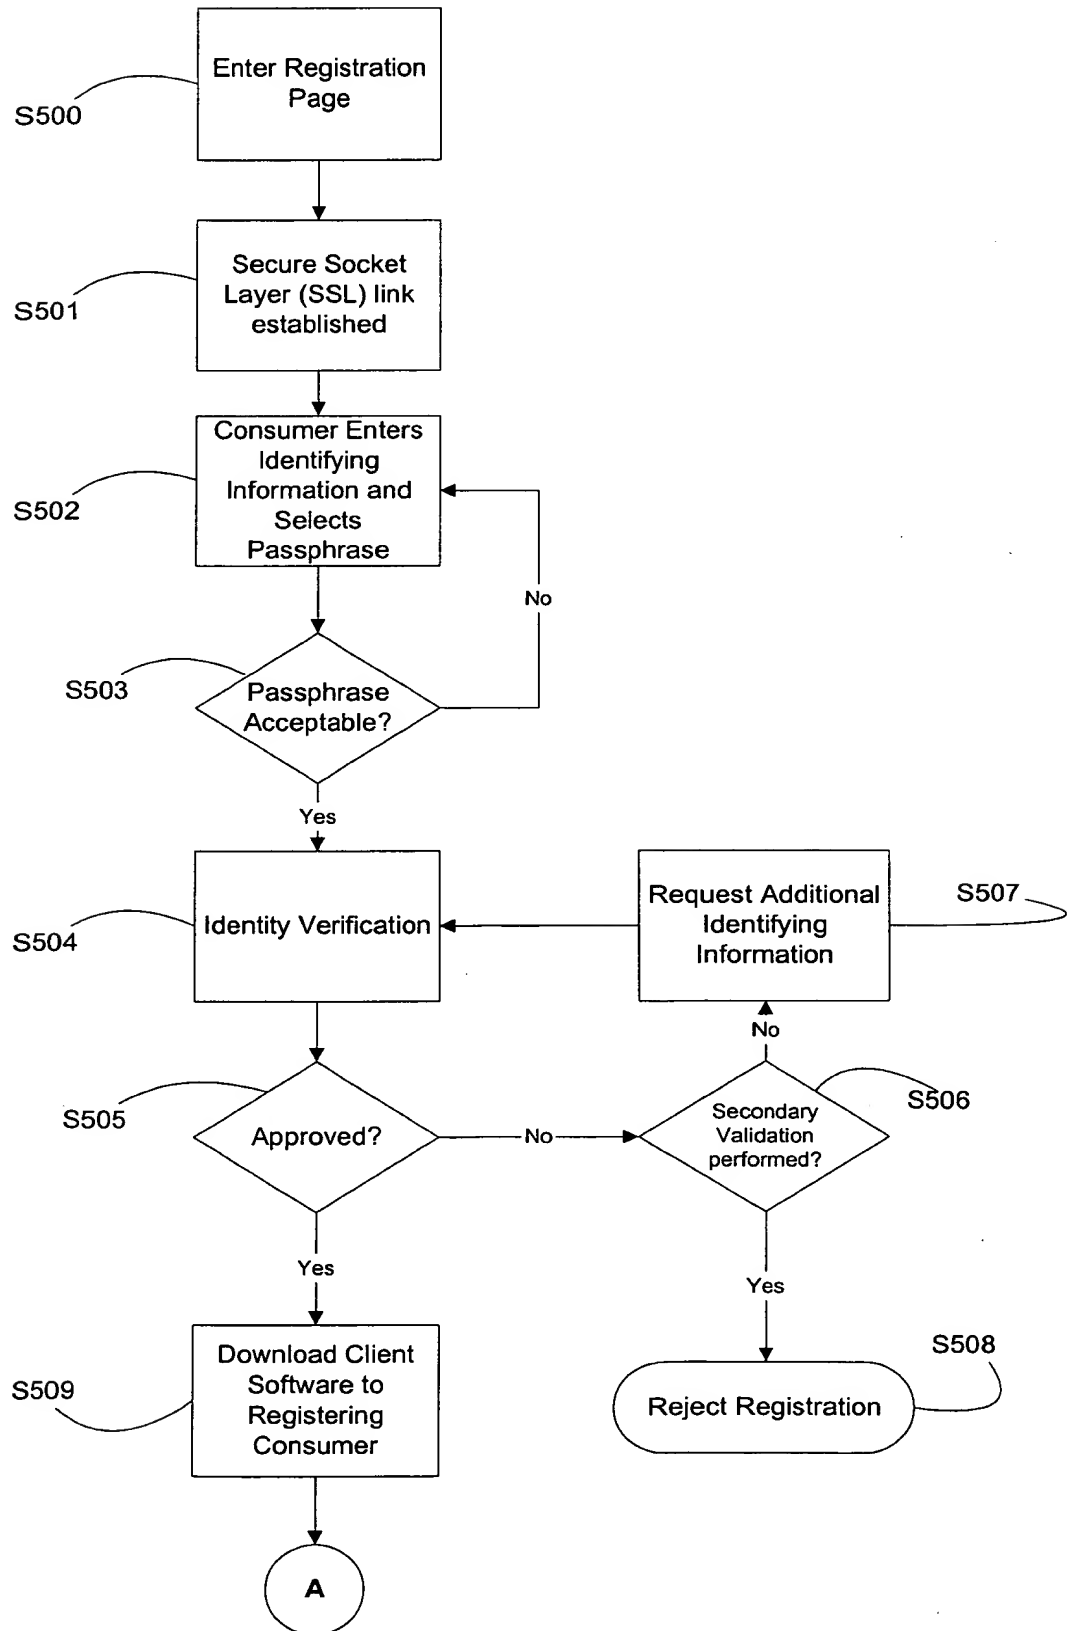 Enter Registration
Page
S500
Secure Socket
Layer (SSL) link
established
S501
Consumer Enters
Identifying
Information and
Selects
Passphrase
S502
No
Passphrase
Acceptable?
S503
Yes
Identity Verification
S504
Request Additional
Identifying
Information
S507
No
Approved?
S505
No
Secondary
Validation
performed?
S506
Yes
Yes
Download Client
Software to
Registering
Consumer
S509
Reject Registration
S508
A